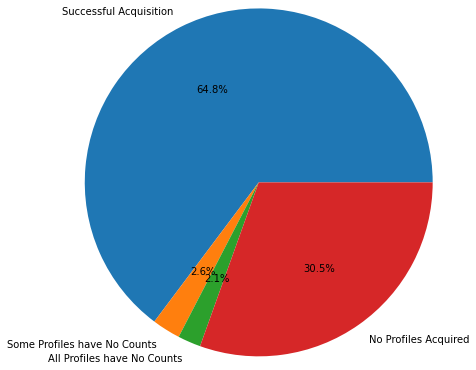 Successful Acquisition
64.8%
2.6%
2.1%
30.5%
No Profiles Acquired
Some Profiles have No Counts
All Profiles have No Counts